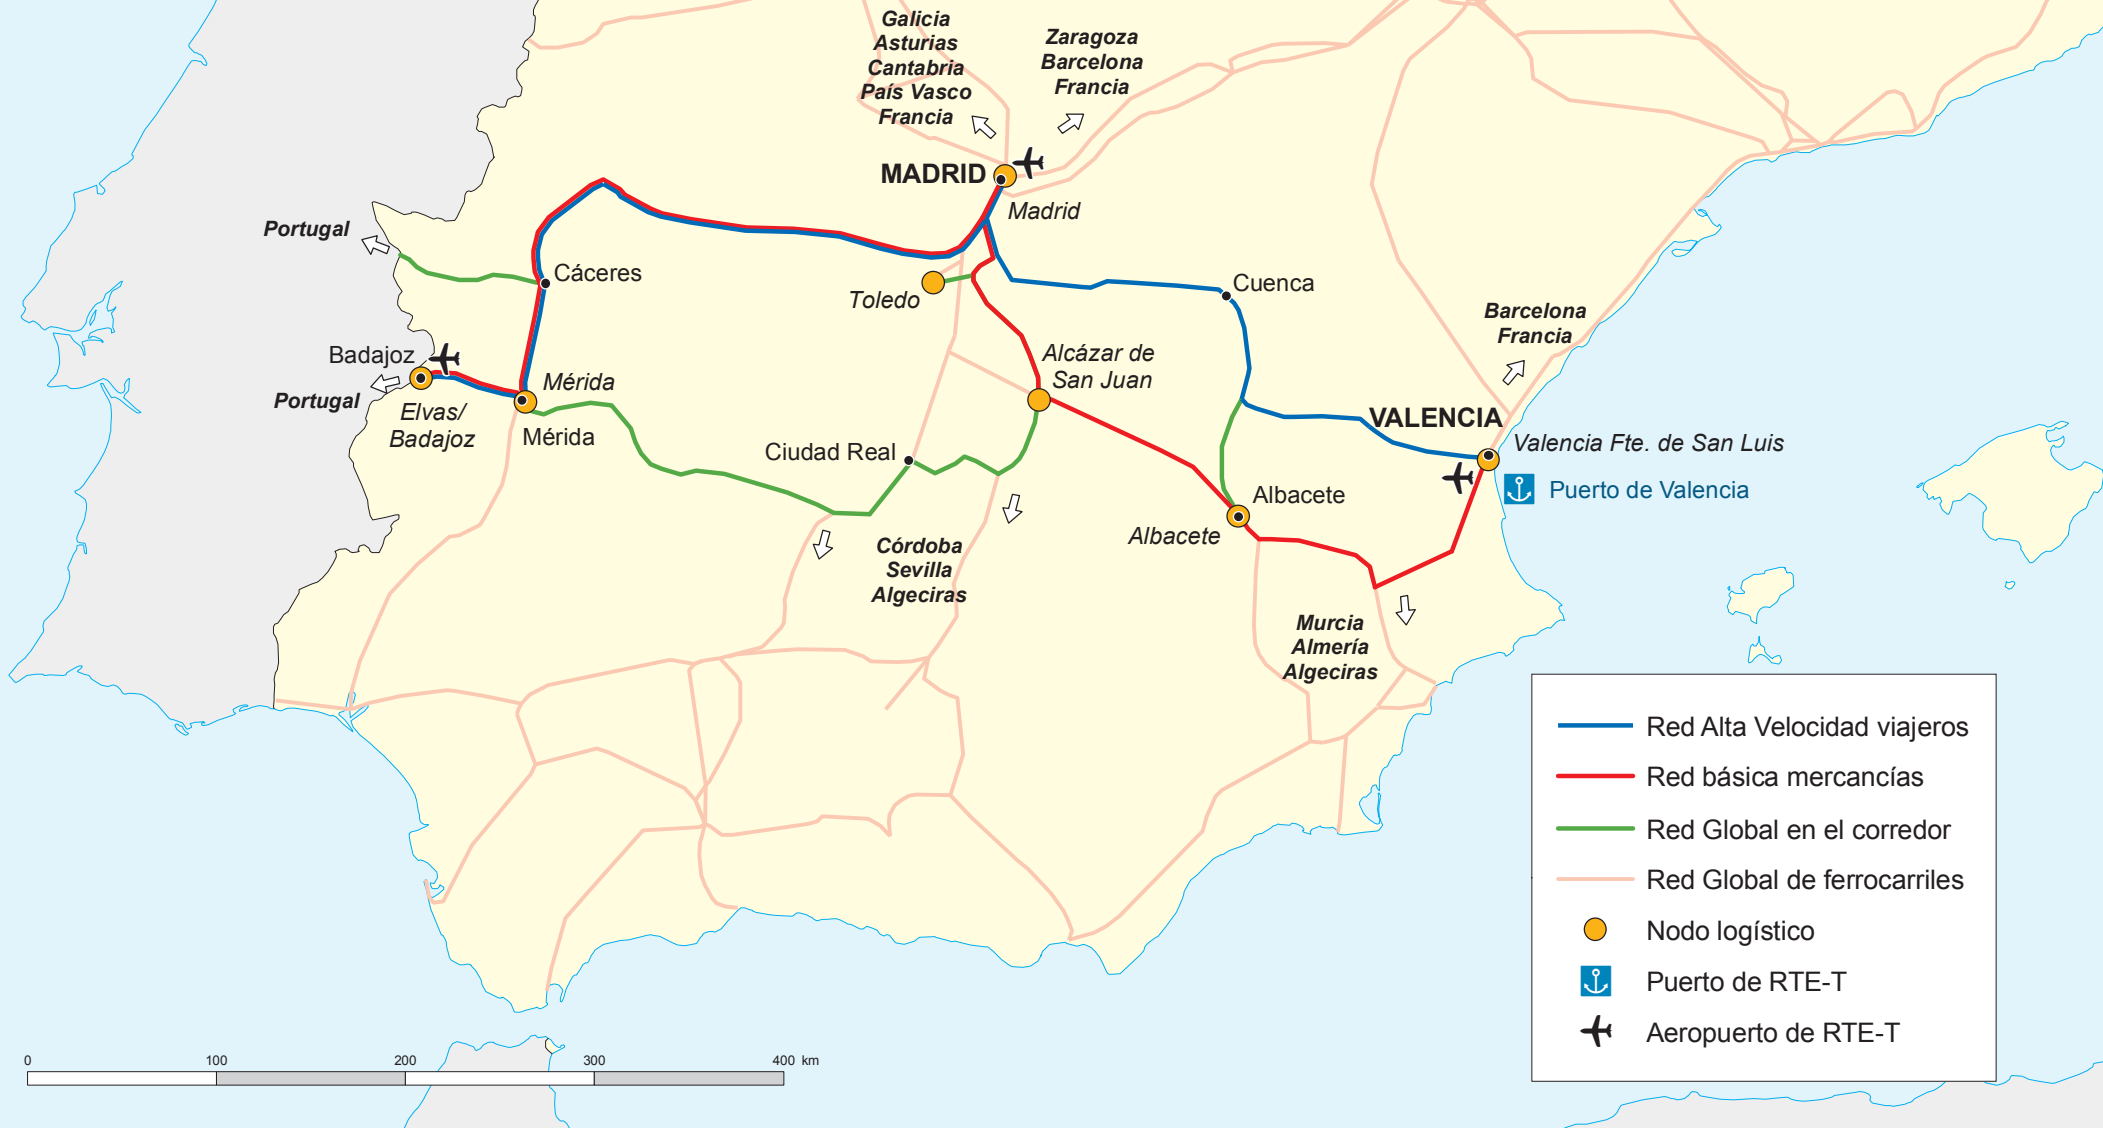 Galicia
Asturias
Cantabria
País Vasco
Francia
Zaragoza
Barcelona
Francia
MADRID
Madrid
Portugal
Cáceres
Toledo
Cuenca
Barcelona
Francia
Badajoz
Portugal
Elvas/
Badajoz
Mérida
Mérida
Alcázar de
San Juan
Ciudad Real
VALENCIA
Valencia Fte. de San Luis
Puerto de Valencia
Albacete
Albacete
Córdoba
Sevilla
Algeciras
Murcia
Almería
Algeciras
Red Alta Velocidad viajeros
Red básica mercancías
Red Global en el corredor
Red Global de ferrocarriles
Nodo logístico
Puerto de RTE-T
Aeropuerto de RTE-T
0 100 200 300 400 km